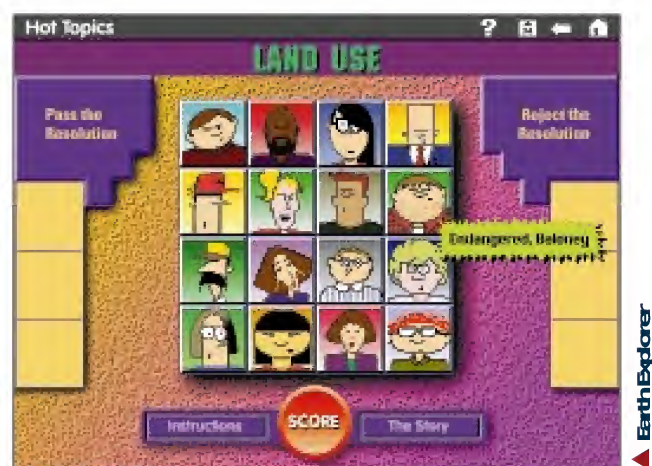 Hot Topics
?
LAND USE
Pass the
Resolution
Reject the
Resolution
Endangered, Baloney
Instructions
SCORE
The Story
Earth Explorer